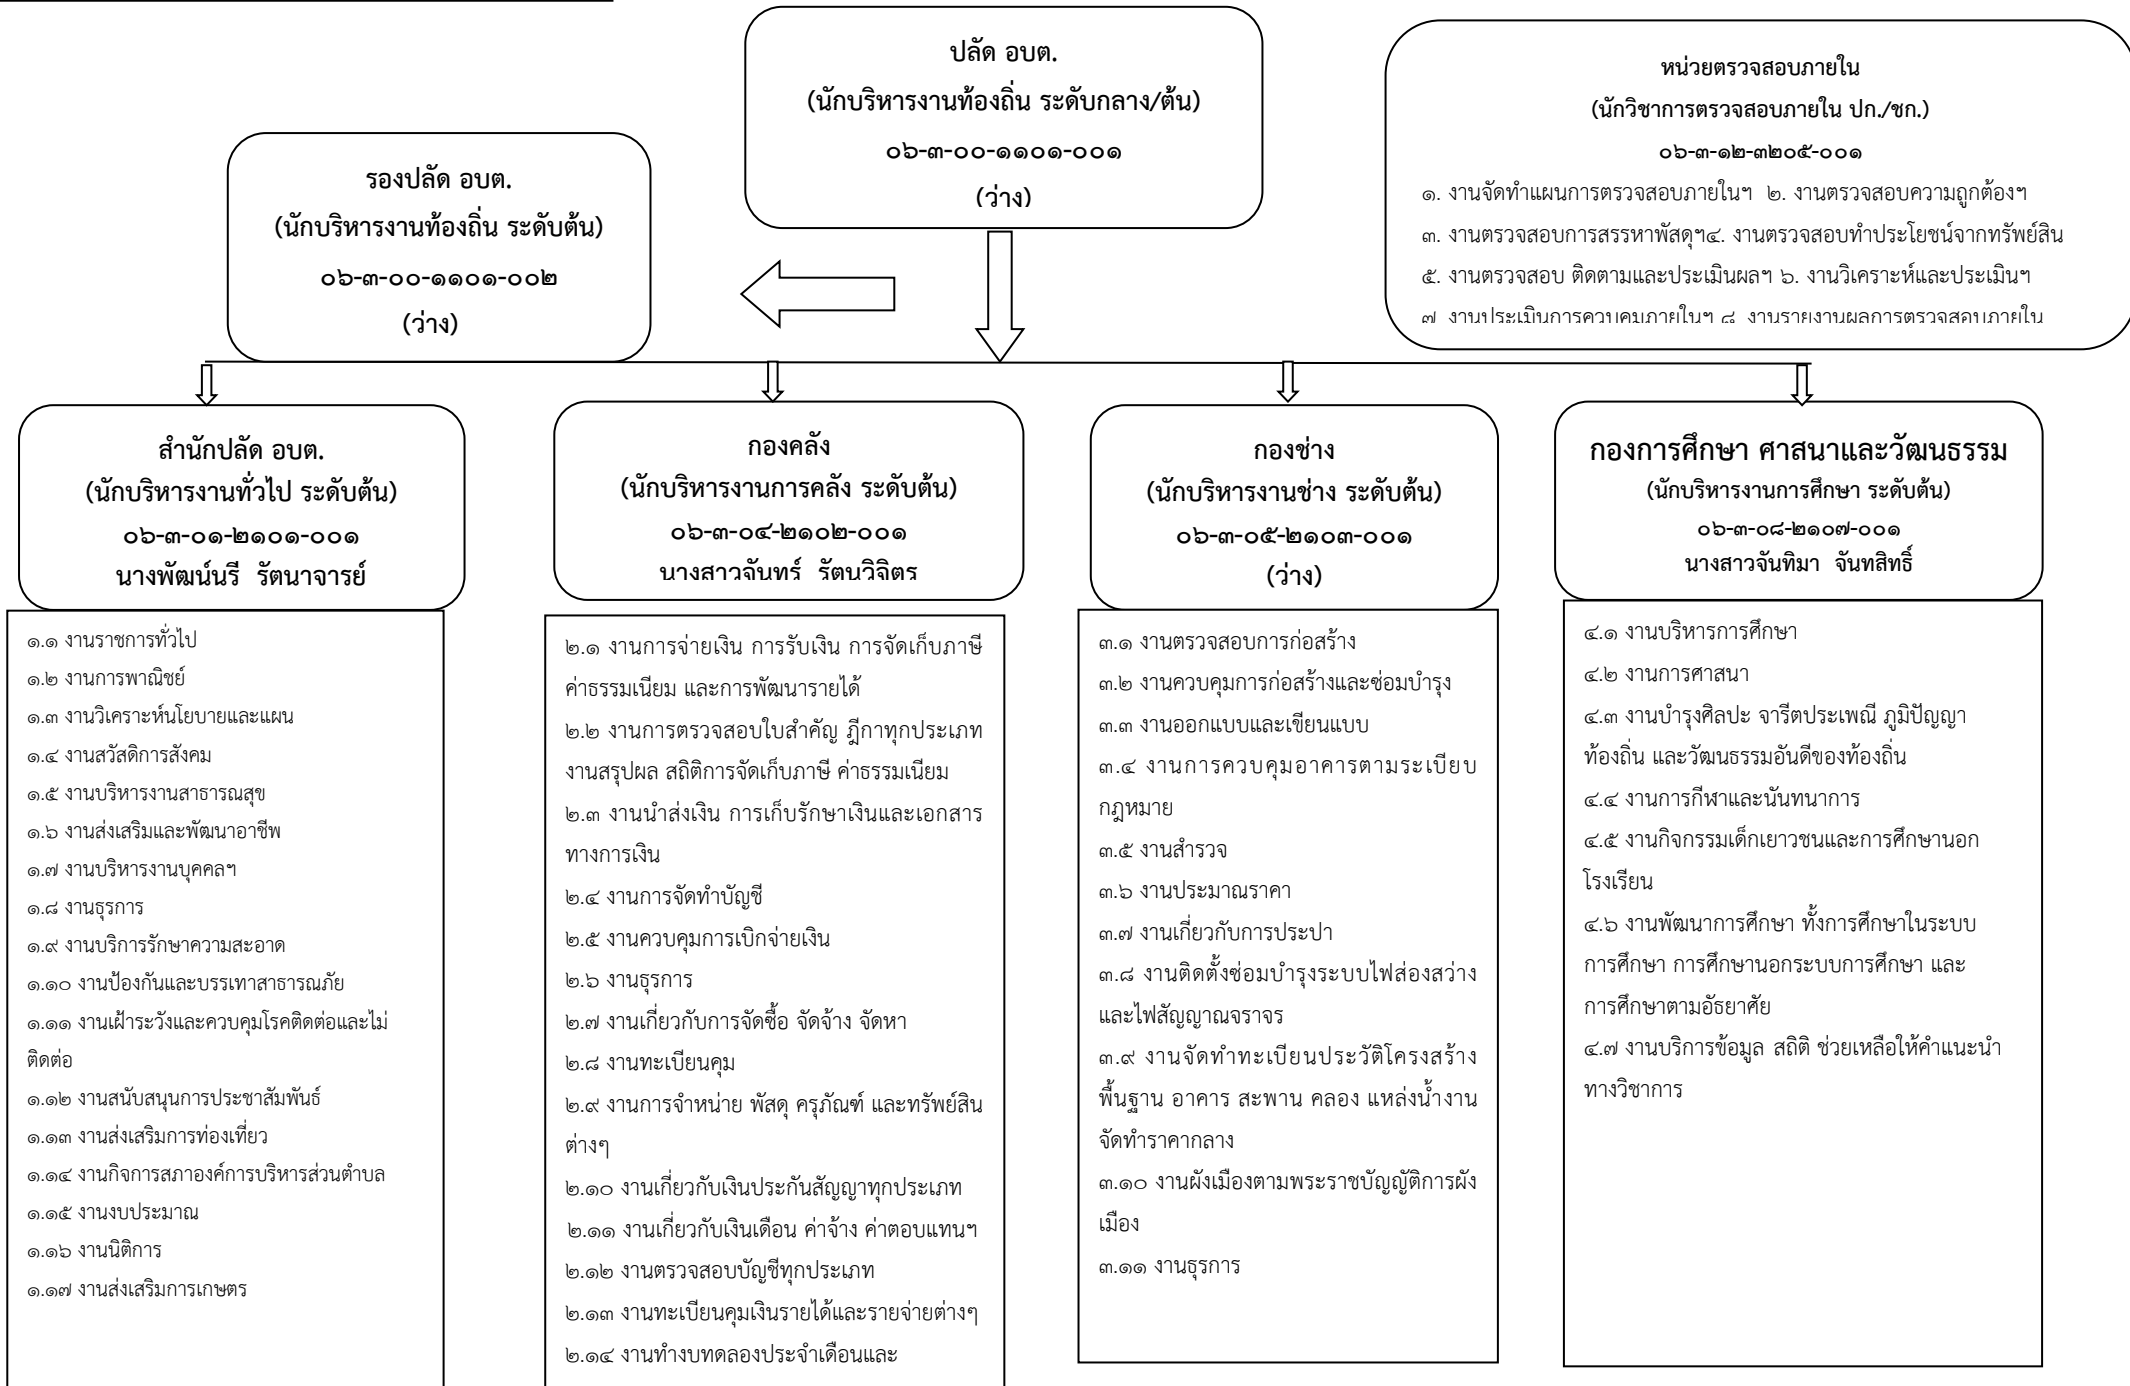 ปลัด อบต.
(นักบริหารงานท้องถิ่น ระดับกลาง/ต้น)
๐๖-๓-๐๐-๑๑๐๑-๐๐๑
(ว่าง)
หน่วยตรวจสอบภายใน
(นักวิชาการตรวจสอบภายใน ปก./ชก.)
๐๖-๓-๑๒-๓๒๐๕-๐๐๑
๑. งานจัดทำแผนการตรวจสอบภายในฯ ๒. งานตรวจสอบความถูกต้องฯ
๓. งานตรวจสอบการสรรหาพัสดุฯ๔. งานตรวจสอบทำประโยชน์จากทรัพย์สิน
๕. งานตรวจสอบ ติดตามและประเมินผลฯ ๖. งานวิเคราะห์และประเมินฯ
๗ งานประเมินการควบคุมภายในฯ ๘ งานรายงานผลการตรวจสอบภายใน
รองปลัด อบต.
(นักบริหารงานท้องถิ่น ระดับต้น)
๐๖-๓-๐๐-๑๑๐๑-๐๐๒
(ว่าง)
สำนักปลัด อบต.
(นักบริหารงานทั่วไป ระดับต้น)
๐๖-๓-๐๑-๒๑๐๑-๐๐๑
นางพัฒน์นรี รัตนาจารย์
๑.๑ งานราชการทั่วไป
๑.๒ งานการพาณิชย์
๑.๓ งานวิเคราะห์นโยบายและแผน
๑.๔ งานสวัสดิการสังคม
๑.๕ งานบริหารงานสาธารณสุข
๑.๖ งานส่งเสริมและพัฒนาอาชีพ
๑.๗ งานบริหารงานบุคคลฯ
๑.๘ งานธุรการ
๑.๙ งานบริการรักษาความสะอาด
๑.๑๐ งานป้องกันและบรรเทาสาธารณภัย
๑.๑๑ งานเฝ้าระวังและควบคุมโรคติดต่อและไม่
ติดต่อ
๑.๑๒ งานสนับสนุนการประชาสัมพันธ์
๑.๑๓ งานส่งเสริมการท่องเที่ยว
๑.๑๔ งานกิจการสภาองค์การบริหารส่วนตำบล
๑.๑๕ งานงบประมาณ
๑.๑๖ งานนิติการ
๑.๑๗ งานส่งเสริมการเกษตร
กองคลัง
(นักบริหารงานการคลัง ระดับต้น)
๐๖-๓-๐๔-๒๑๐๒-๐๐๑
นางสาวจันทร์ รัตนวิจิตร
๒.๑ งานการจ่ายเงิน การรับเงิน การจัดเก็บภาษี
ค่าธรรมเนียม และการพัฒนารายได้
๒.๒ งานการตรวจสอบใบสำคัญ ฎีกาทุกประเภท
งานสรุปผล สถิติการจัดเก็บภาษี ค่าธรรมเนียม
๒.๓ งานนำส่งเงิน การเก็บรักษาเงินและเอกสาร
ทางการเงิน
๒.๔ งานการจัดทำบัญชี
๒.๕ งานควบคุมการเบิกจ่ายเงิน
๒.๖ งานธุรการ
๒.๗ งานเกี่ยวกับการจัดซื้อ จัดจ้าง จัดหา
๒.๘ งานทะเบียนคุม
๒.๙ งานการจำหน่าย พัสดุ ครุภัณฑ์ และทรัพย์สิน
ต่างๆ
๒.๑๐ งานเกี่ยวกับเงินประกันสัญญาทุกประเภท
๒.๑๑ งานเกี่ยวกับเงินเดือน ค่าจ้าง ค่าตอบแทนฯ
๒.๑๒ งานตรวจสอบบัญชีทุกประเภท
๒.๑๓ งานทะเบียนคุมเงินรายได้และรายจ่ายต่างๆ
๒.๑๔ งานทำงบทดลองประจำเดือนและ
กองช่าง
(นักบริหารงานช่าง ระดับต้น)
๐๖-๓-๐๕-๒๑๐๓-๐๐๑
(ว่าง)
๓.๑ งานตรวจสอบการก่อสร้าง
๓.๒ งานควบคุมการก่อสร้างและซ่อมบำรุง
๓.๓ งานออกแบบและเขียนแบบ
๓.๔ งานการควบคุมอาคารตามระเบียบ
กฎหมาย
๓.๕ งานสำรวจ
๓.๖ งานประมาณราคา
๓.๗ งานเกี่ยวกับการประปา
๓.๘ งานติดตั้งซ่อมบำรุงระบบไฟส่องสว่าง
และไฟสัญญาณจราจร
๓.๙ งานจัดทำทะเบียนประวัติโครงสร้าง
พื้นฐาน อาคาร สะพาน คลอง แหล่งน้ำงาน
จัดทำราคากลาง
๓.๑๐ งานผังเมืองตามพระราชบัญญัติการผัง
เมือง
๓.๑๑ งานธุรการ
กองการศึกษา ศาสนาและวัฒนธรรม
(นักบริหารงานการศึกษา ระดับต้น)
๐๖-๓-๐๘-๒๑๐๗-๐๐๑
นางสาวจันทิมา จันทสิทธิ์
๔.๑ งานบริหารการศึกษา
๔.๒ งานการศาสนา
๔.๓ งานบำรุงศิลปะ จารีตประเพณี ภูมิปัญญา
ท้องถิ่น และวัฒนธรรมอันดีของท้องถิ่น
๔.๔ งานการกีฬาและนันทนาการ
๔.๕ งานกิจกรรมเด็กเยาวชนและการศึกษานอก
โรงเรียน
๔.๖ งานพัฒนาการศึกษา ทั้งการศึกษาในระบบ
การศึกษา การศึกษานอกระบบการศึกษา และ
การศึกษาตามอัธยาศัย
๔.๗ งานบริการข้อมูล สถิติ ช่วยเหลือให้คำแนะนำ
ทางวิชาการ